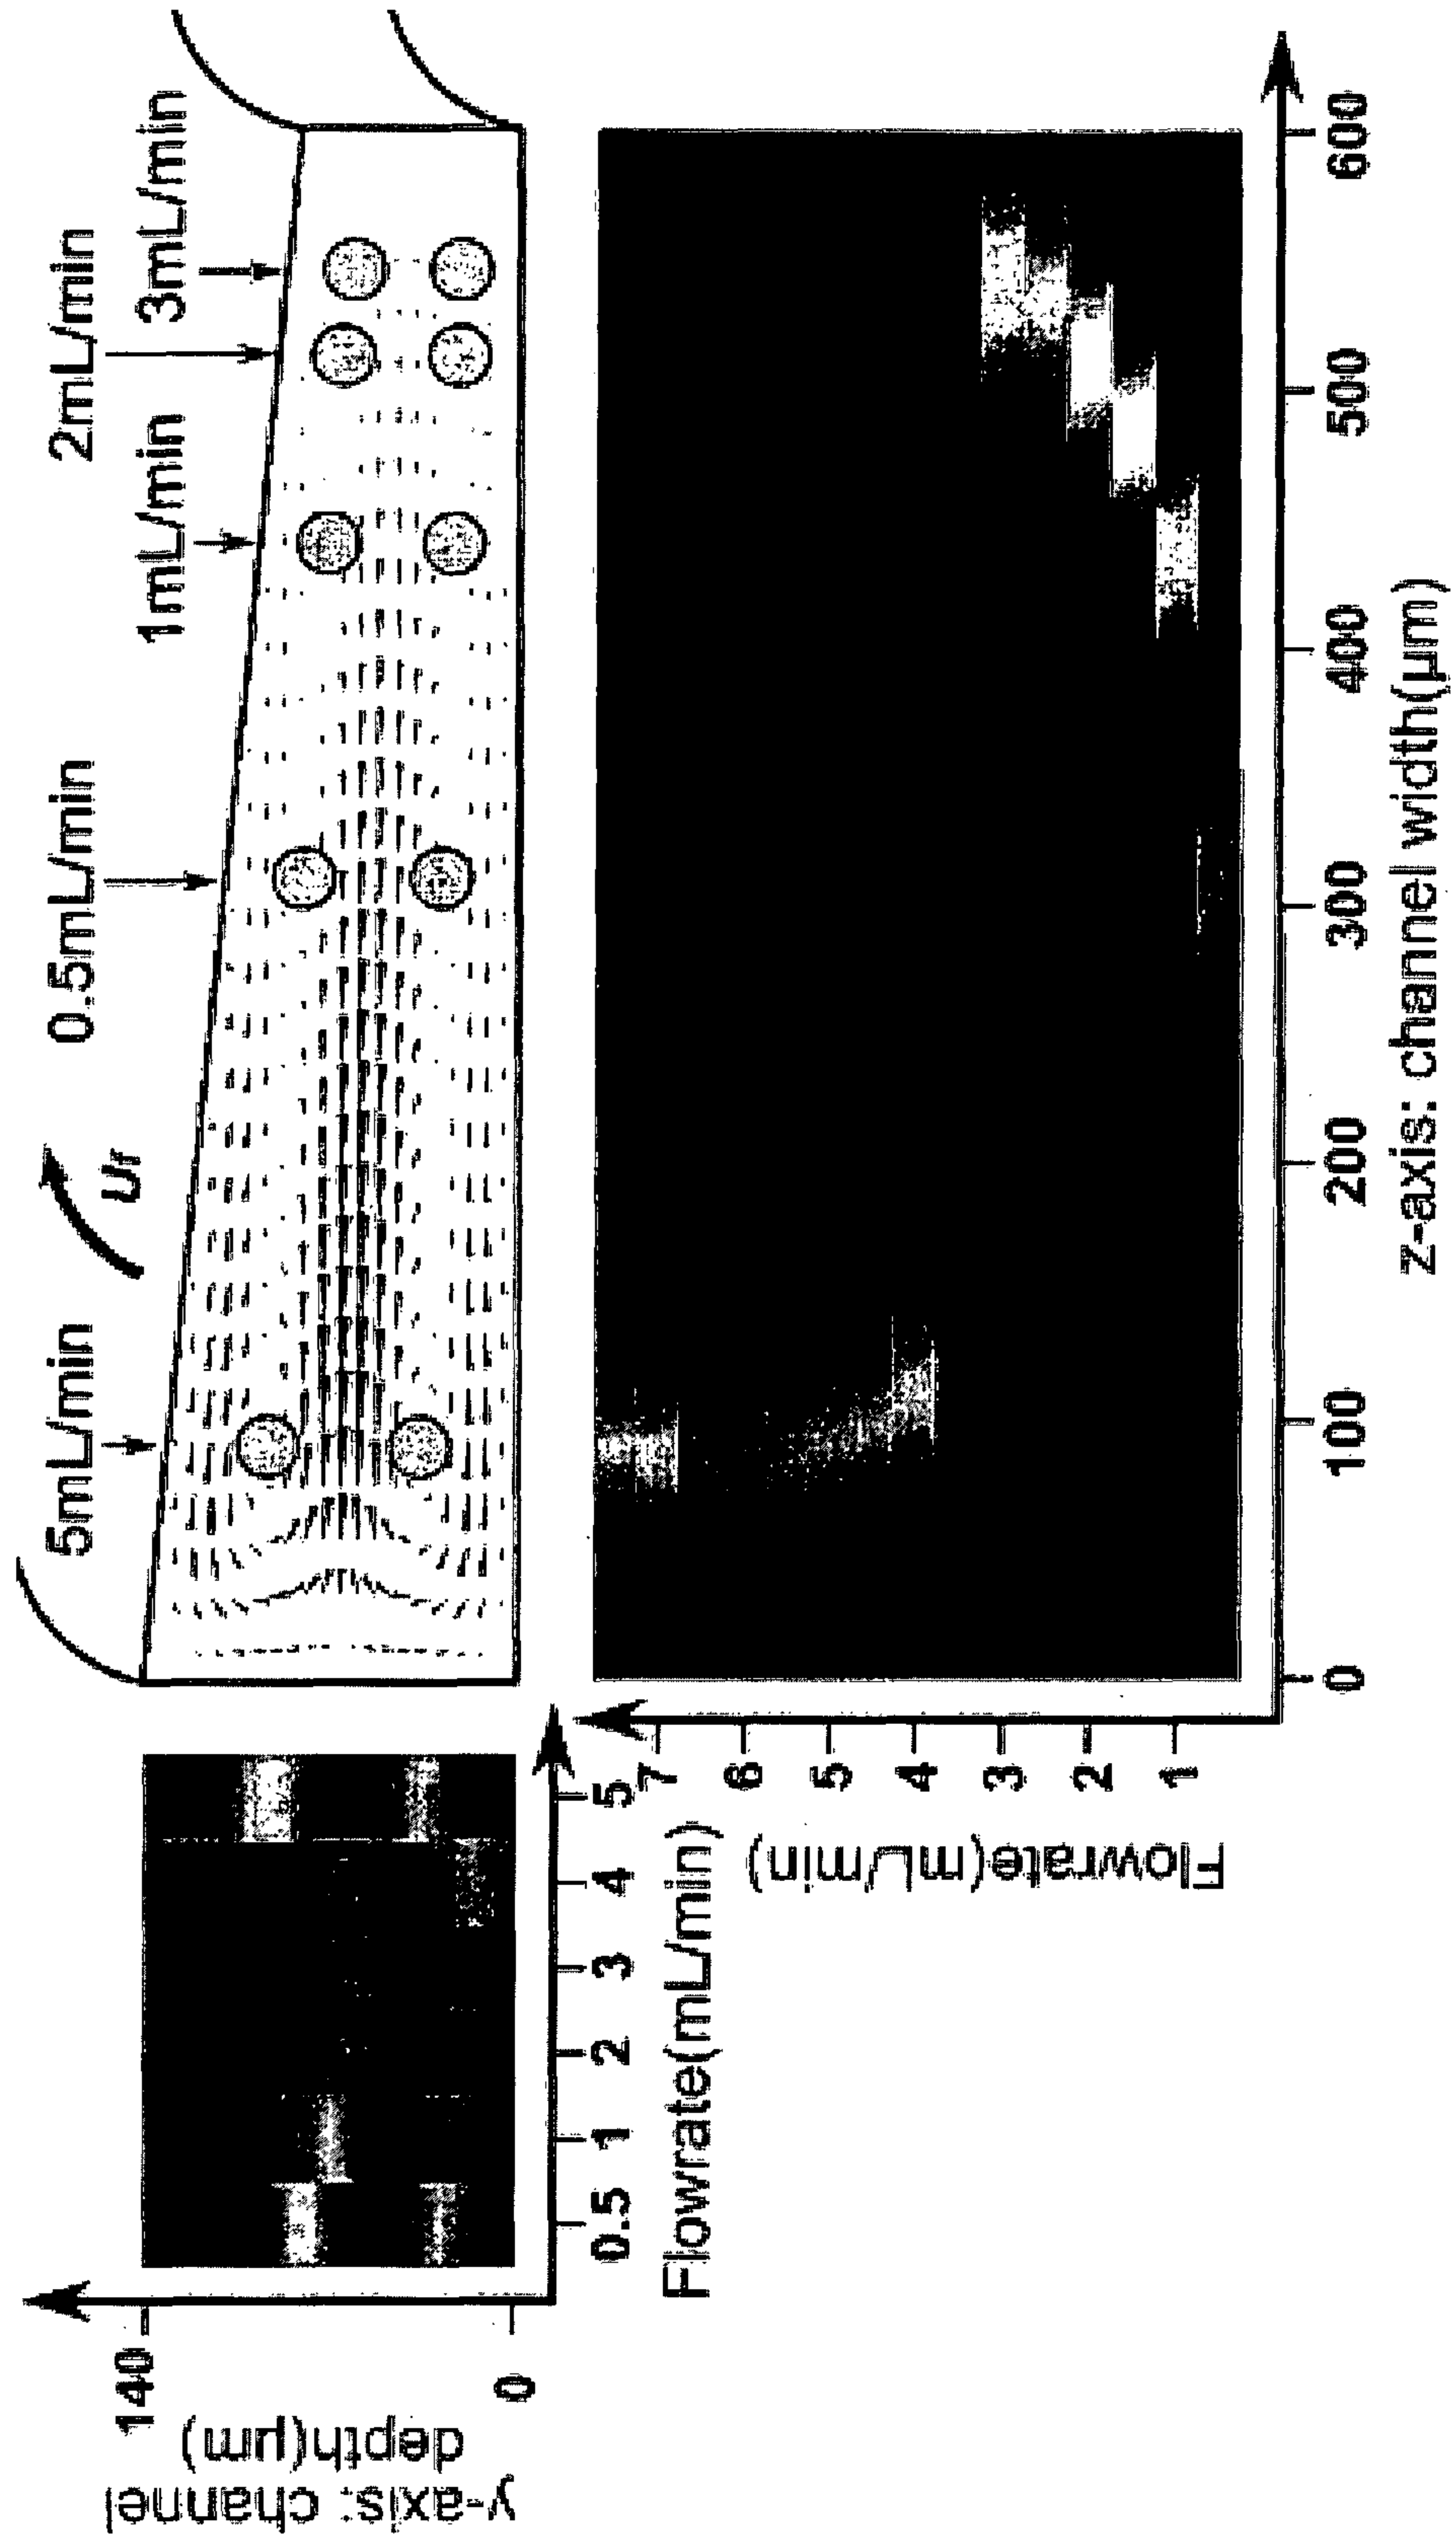 5mL/min
Ur
0.5mL/min
1mL/min
2mL/min
3mL/min
y-axis: channel
depth(µm)
140
0
0.5
1
2
3
4
5
Flowrate(mL/min)
Flowrate(mL/min)
7
6
5
4
3
2
1
0
100
200
300
400
500
600
z-axis: channel width(µm)